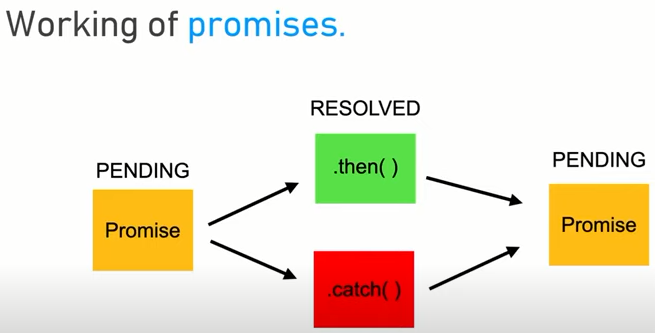 Working of promises.
PENDING
Promise
RESOLVED
.then( )
.catch( )
PENDING
Promise